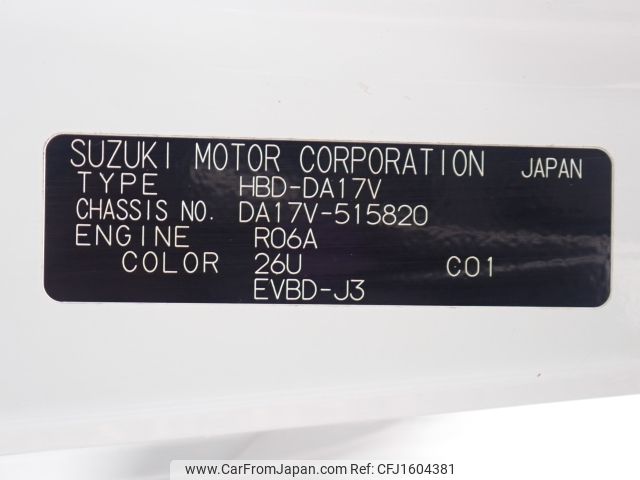 SUZUKI MOTOR CORPORATION JAPAN
TYPE HBD-DA17V
CHASSIS NO. DA17V-515820
ENGINE R06A
COLOR 26U C01
EVBD-J3
www.CarFromJapan.com | Ref No. CFJ1604381